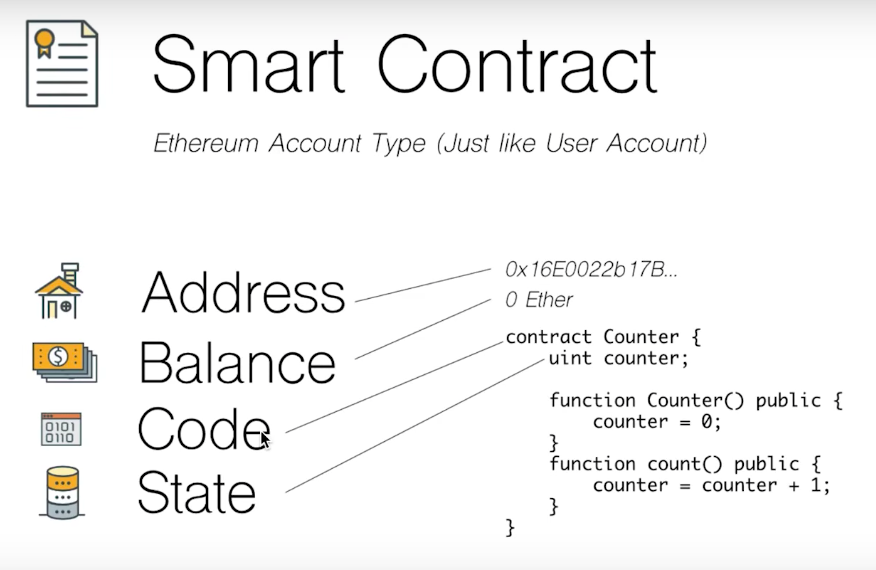 Smart Contract
Ethereum Account Type (Just like User Account)
Address
Balance
Code
State
0x16E0022b17B...
0 Ether
contract Counter {
    uint counter;

    function Counter() public {
        counter = 0;
    }
    function count() public {
        counter = counter + 1;
    }
}
$
0101
0110